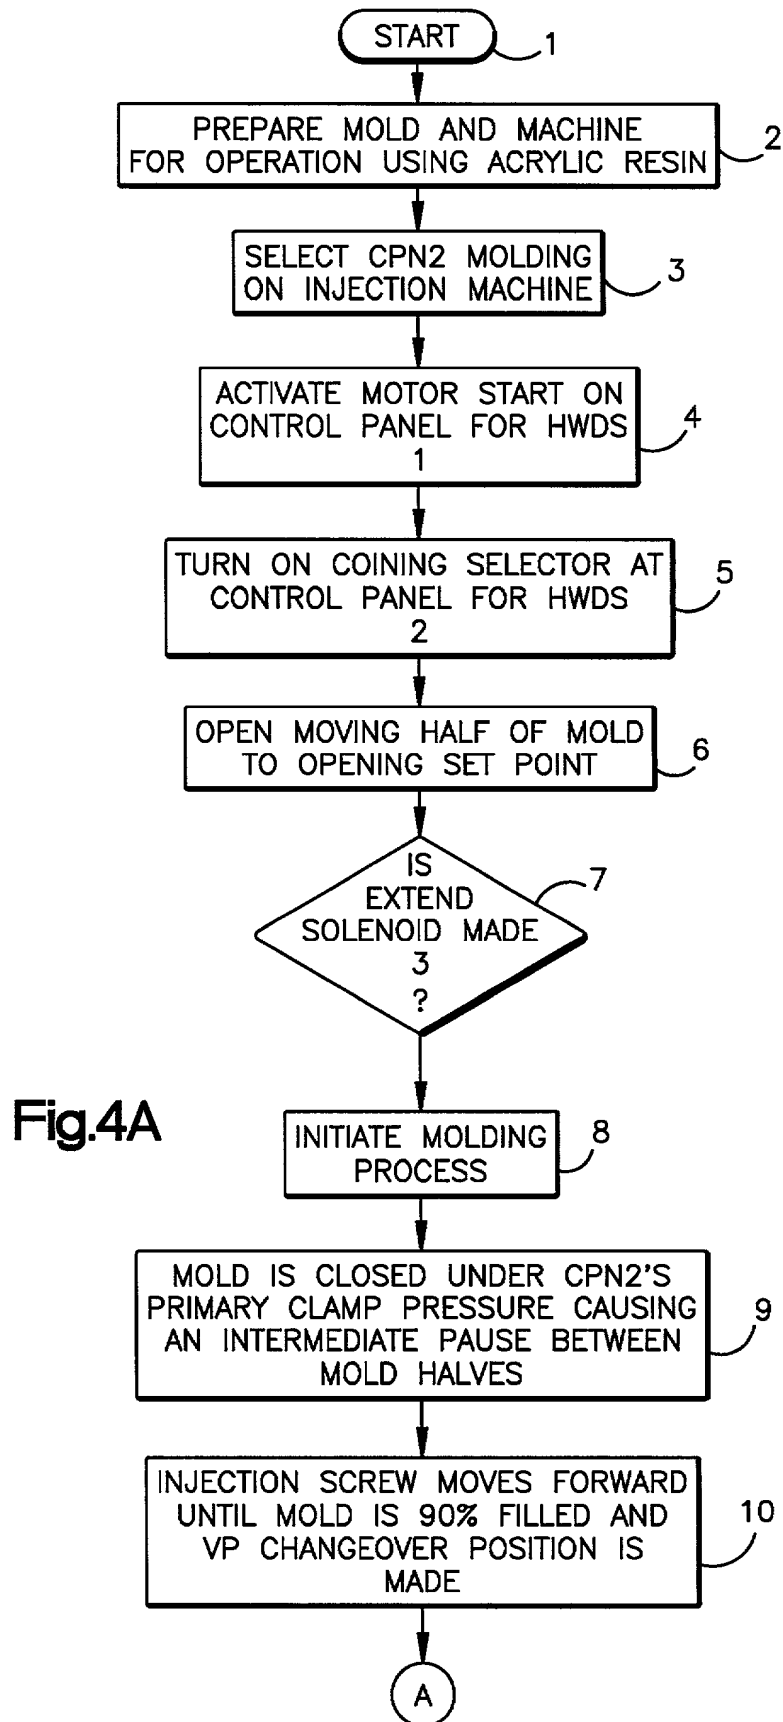 START
1
PREPARE MOLD AND MACHINE
FOR OPERATION USING ACRYLIC RESIN
2
SELECT CPN2 MOLDING
ON INJECTION MACHINE
3
ACTIVATE MOTOR START ON
CONTROL PANEL FOR HWDS
1
4
TURN ON COINING SELECTOR AT
CONTROL PANEL FOR HWDS
2
5
OPEN MOVING HALF OF MOLD
TO OPENING SET POINT
6
IS
EXTEND
SOLENOID MADE
3
?
7
Fig.4A
INITIATE MOLDING
PROCESS
8
MOLD IS CLOSED UNDER CPN2'S
PRIMARY CLAMP PRESSURE CAUSING
AN INTERMEDIATE PAUSE BETWEEN
MOLD HALVES
9
INJECTION SCREW MOVES FORWARD
UNTIL MOLD IS 90% FILLED AND
VP CHANGEOVER POSITION IS
MADE
10
A